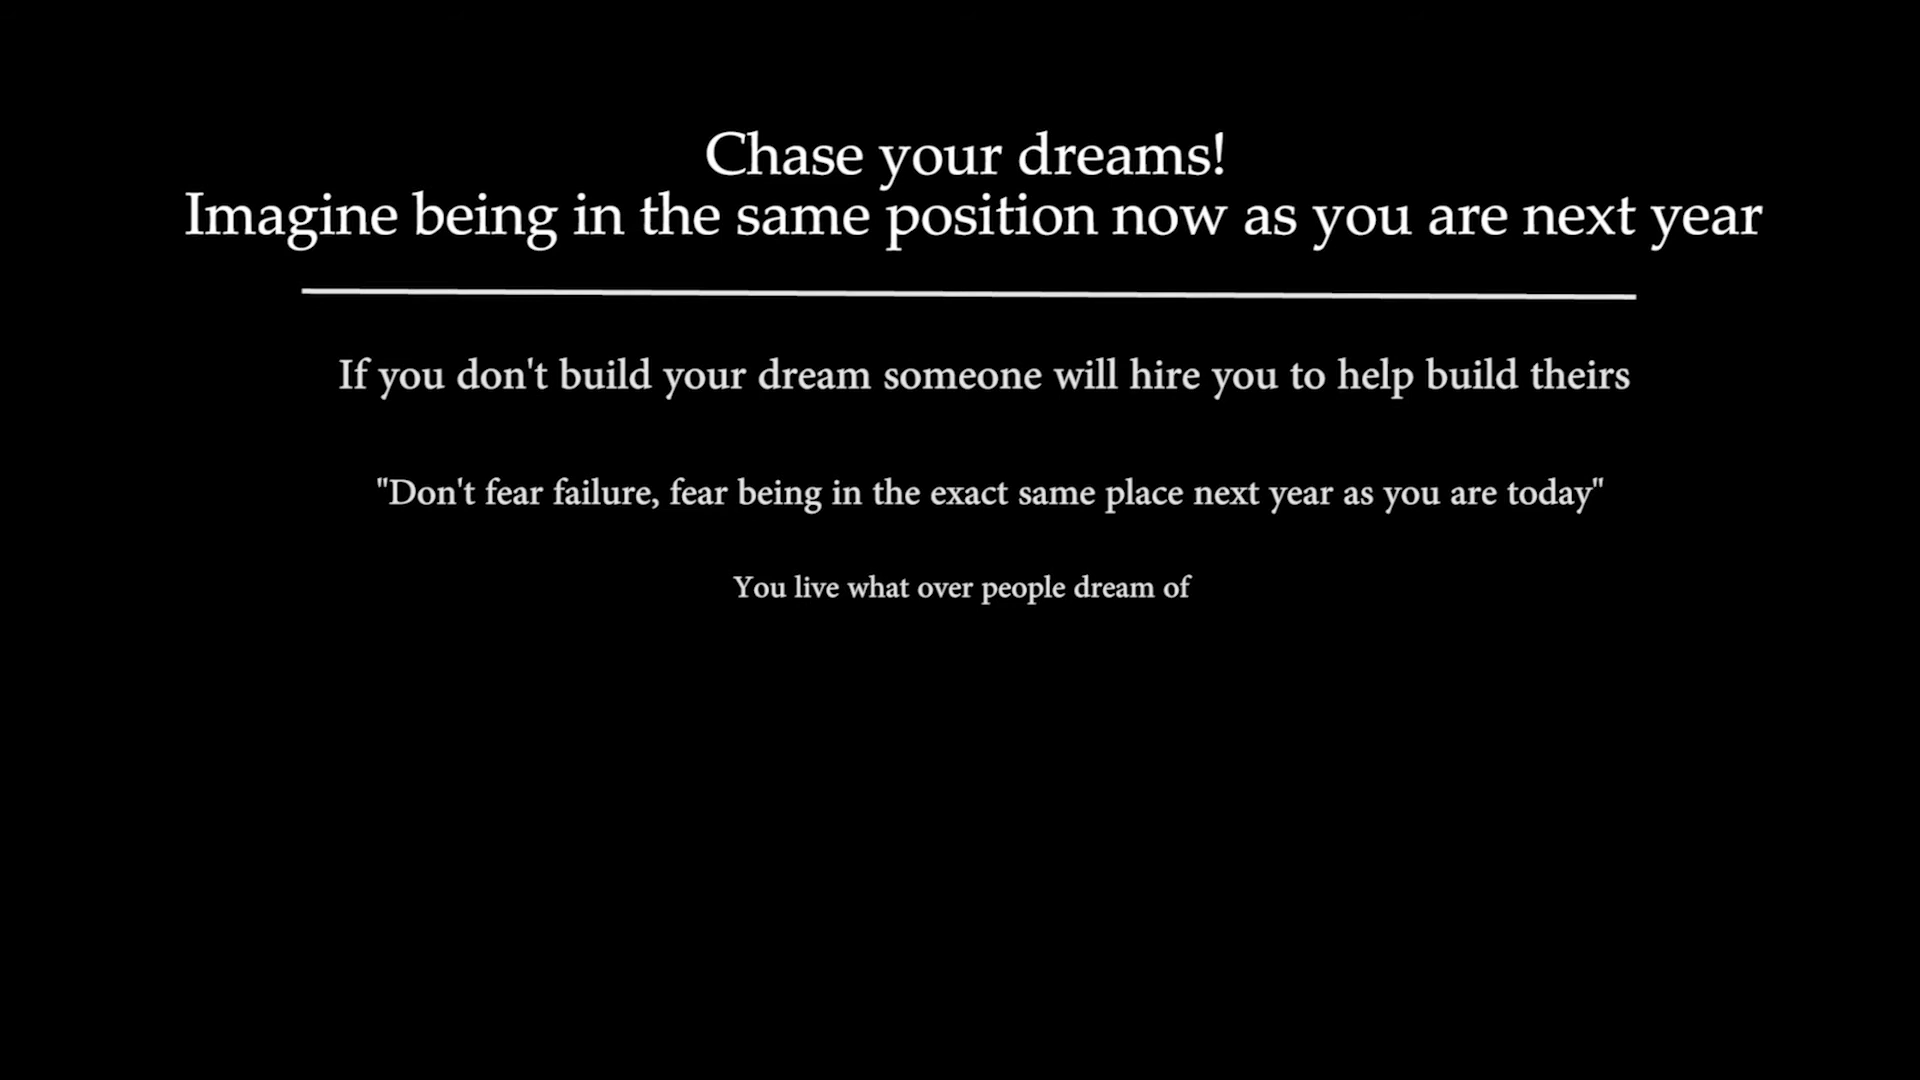 Chase your dreams!
Imagine being in the same position now as you are next year
If you don't build your dream someone will hire you to help build theirs
"Don't fear failure, fear being in the exact same place next year as you are today"
You live what over people dream of